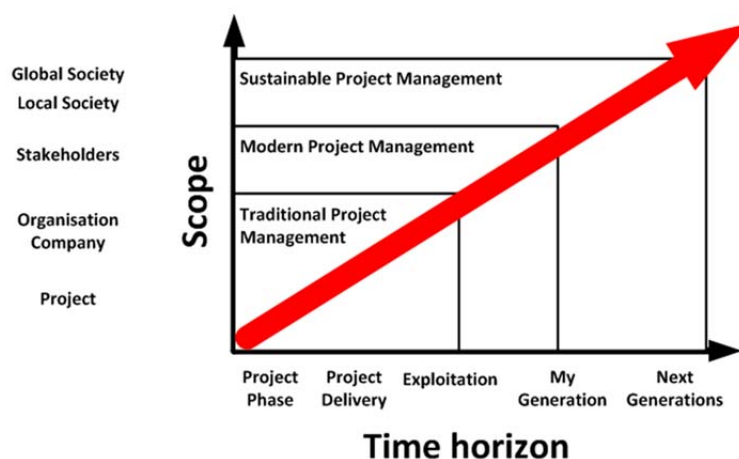 Global Society
Local Society
Stakeholders
Organisation
Company
Project
Scope
Sustainable Project Management
Modern Project Management
Traditional Project
Management
Project
Phase
Project
Delivery
Exploitation
My
Generation
Next
Generations
Time horizon